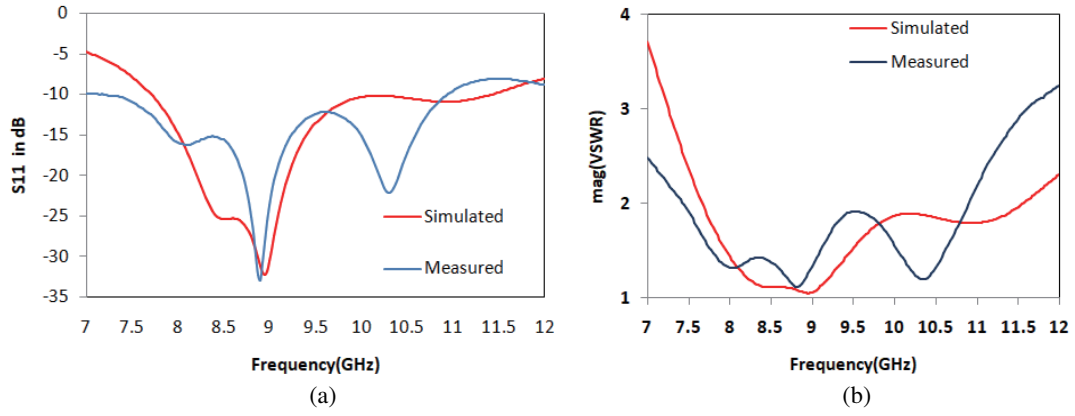 0
-5
-10
-15
-20
-25
-30
-35
S11 in dB
Simulated
Measured
7 7.5 8 8.5 9 9.5 10 10.5 11 11.5 12
Frequency(GHz)
(a)
4
3
2
1
mag(VSWR)
Simulated
Measured
7 7.5 8 8.5 9 9.5 10 10.5 11 11.5 12
Frequency(GHz)
(b)